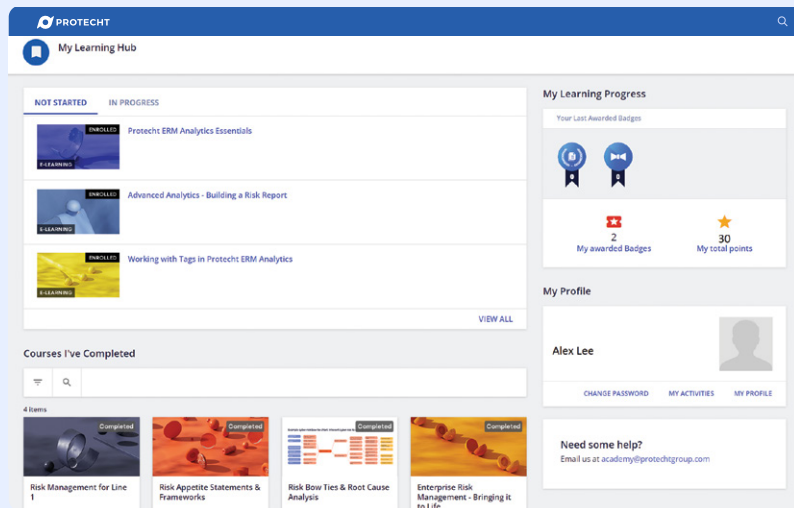 PROTECHT
My Learning Hub
NOT STARTED
IN PROGRESS
ENROLLED
E-LEARNING
Protecht ERM Analytics Essentials
ENROLLED
E-LEARNING
Advanced Analytics - Building a Risk Report
ENROLLED
E-LEARNING
Working with Tags in Protecht ERM Analytics
VIEW ALL
Courses I've Completed
4 Items
Completed
Risk Management for Line
1
Completed
Risk Appetite Statements &
Frameworks
Completed
Risk Bow Ties & Root Cause
Analysis
Completed
Enterprise Risk
Management - Bringing it
to Life
My Learning Progress
Your Last Awarded Badges
2
My awarded Badges
30
My total points
My Profile
Alex Lee
CHANGE PASSWORD
MY ACTIVITIES
MY PROFILE
Need some help?
Email us at academy@protechtgroup.com